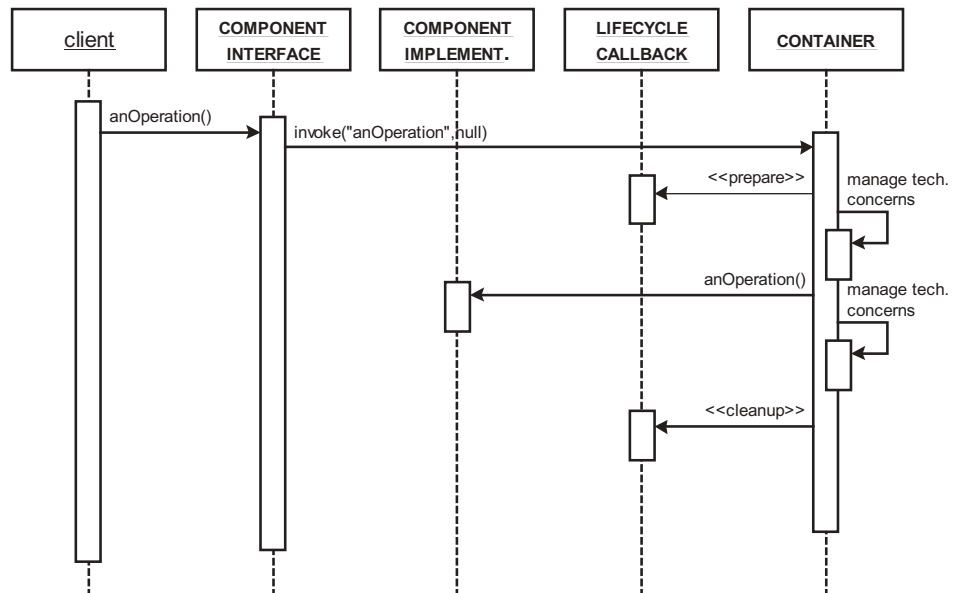 client
COMPONENT
INTERFACE
COMPONENT
IMPLEMENT.
LIFECYCLE
CALLBACK
CONTAINER
anOperation()
invoke("anOperation",null)
<<prepare>>
manage tech.
concerns
anOperation()
manage tech.
concerns
<<cleanup>>